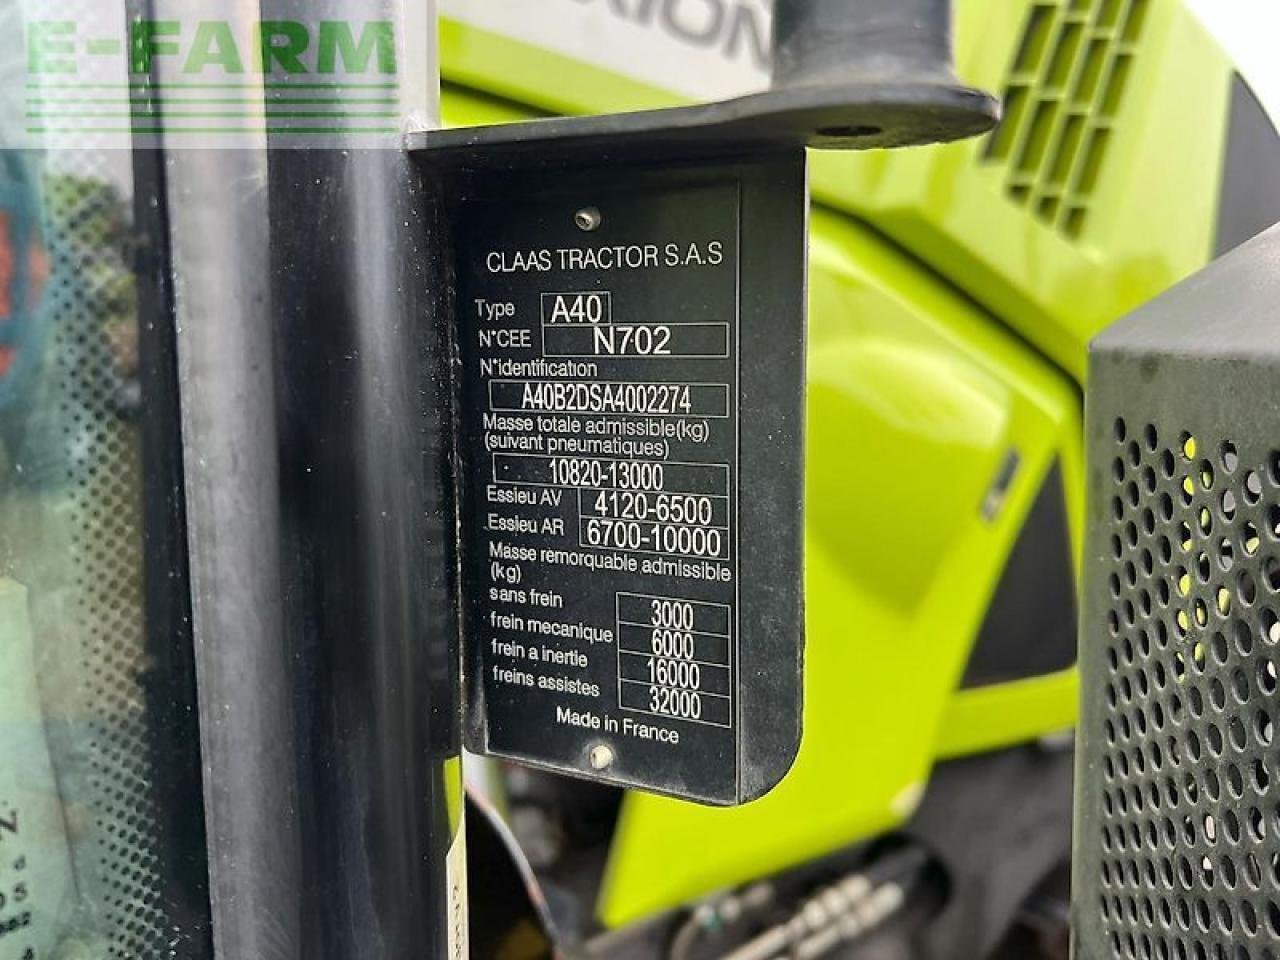 E-FARM
XION
CLAAS TRACTOR S.A.S
Type A40
N°CEE N702
N°identification
A40B2DSA4002274
Masse totale admissible(kg)
(suivant pneumatiques)
10820-13000
Essieu AV 4120-6500
Essieu AR 6700-10000
Masse remorquable admissible
(kg)
sans frein 3000
frein mecanique 6000
frein a inertie 16000
freins assistes 32000
Made in France